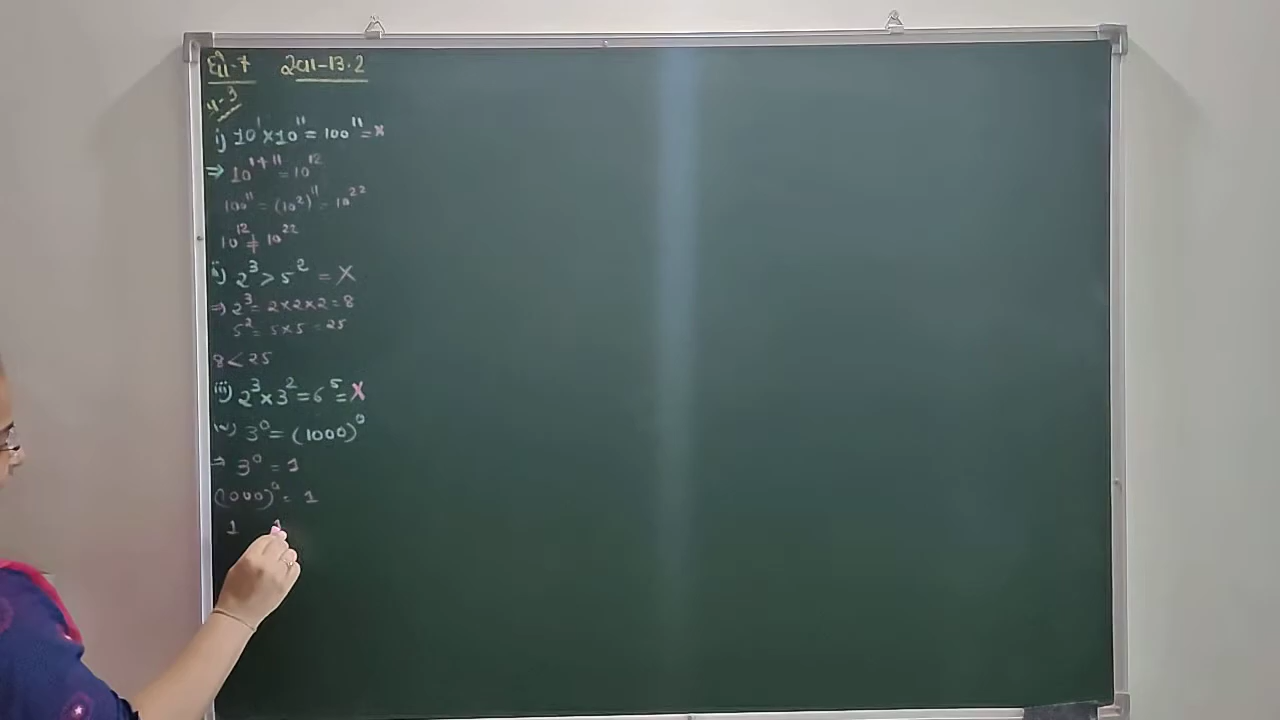 ધો-7 સ્વા-13.2
પ્ર-3
i) 10¹×10¹¹ = 100¹¹ = ×
⇒ 10¹⁺¹¹ = 10¹²
100¹¹ = (10²)¹¹ = 10²²
10¹² ≠ 10²²
ii) 2³ > 5² = ×
⇒ 2³ = 2×2×2 = 8
5² = 5×5 = 25
8 < 25
iii) 2³×3² = 6⁵ = ×
iv) 3⁰ = (1000)⁰
⇒ 3⁰ = 1
(1000)⁰ = 1
1